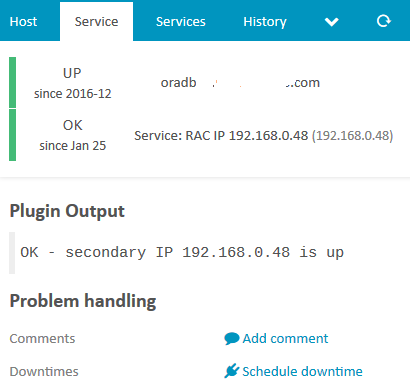 Host Service Services History
UP
since 2016-12
oradb .com
OK
since Jan 25
Service: RAC IP 192.168.0.48 (192.168.0.48)
Plugin Output
OK - secondary IP 192.168.0.48 is up
Problem handling
Comments Add comment
Downtimes Schedule downtime